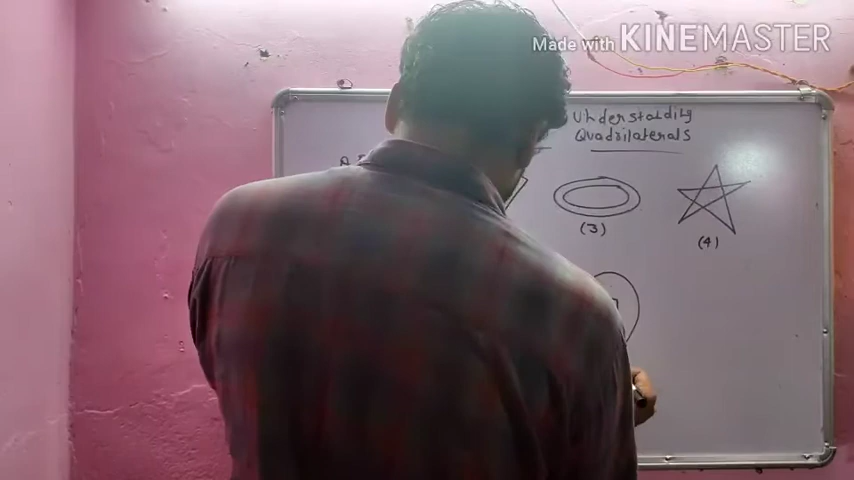 Made with KINEMASTER
Understanding
Quadrilaterals
(3)
(4)